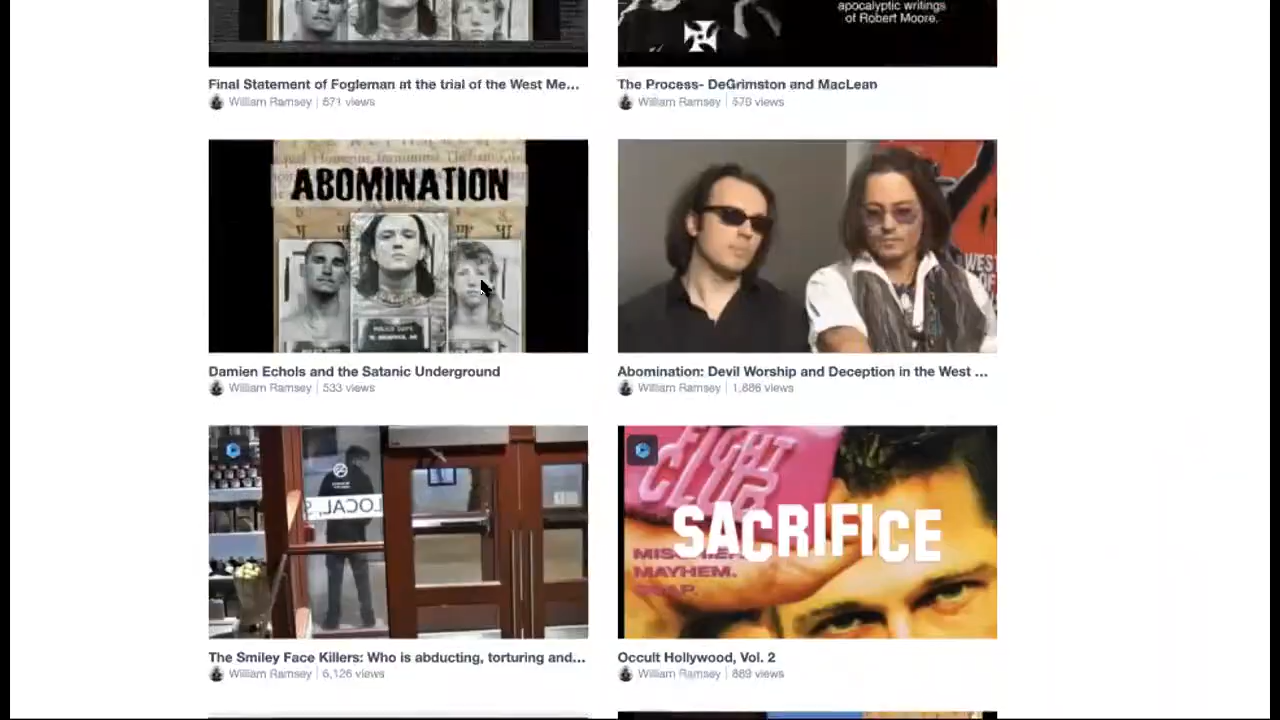 apocalyptic writings
of Robert Moore.
Final Statement of Fogleman at the trial of the West Me...
William Ramsey | 571 views
The Process- DeGrimston and MacLean
William Ramsey | 579 views
ABOMINATION
Damien Echols and the Satanic Underground
William Ramsey | 533 views
WEST
OF
Abomination: Devil Worship and Deception in the West ...
William Ramsey | 1,886 views
LOCAL, S
The Smiley Face Killers: Who is abducting, torturing and...
William Ramsey | 6,126 views
FIGHT
CLUB
SACRIFICE
MAYHEM.
Occult Hollywood, Vol. 2
William Ramsey | 889 views